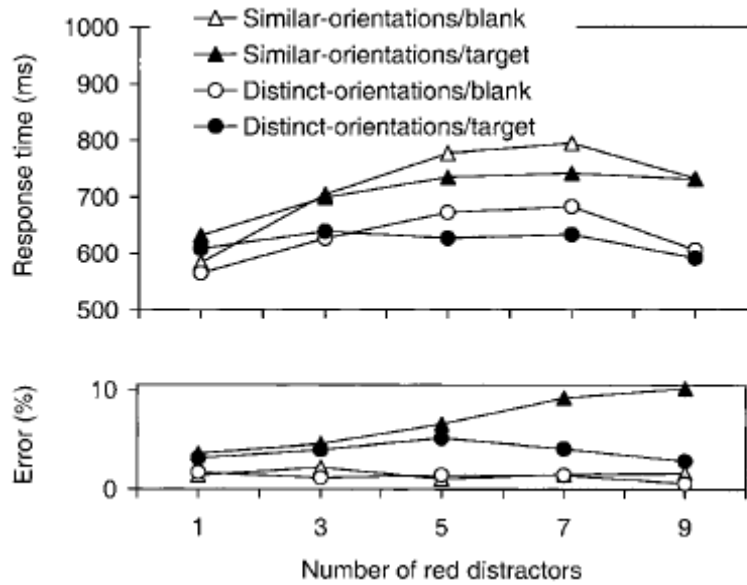 1000
900
800
700
600
500
Response time (ms)
Similar-orientations/blank
Similar-orientations/target
Distinct-orientations/blank
Distinct-orientations/target
10
0
Error (%)
1 3 5 7 9
Number of red distractors